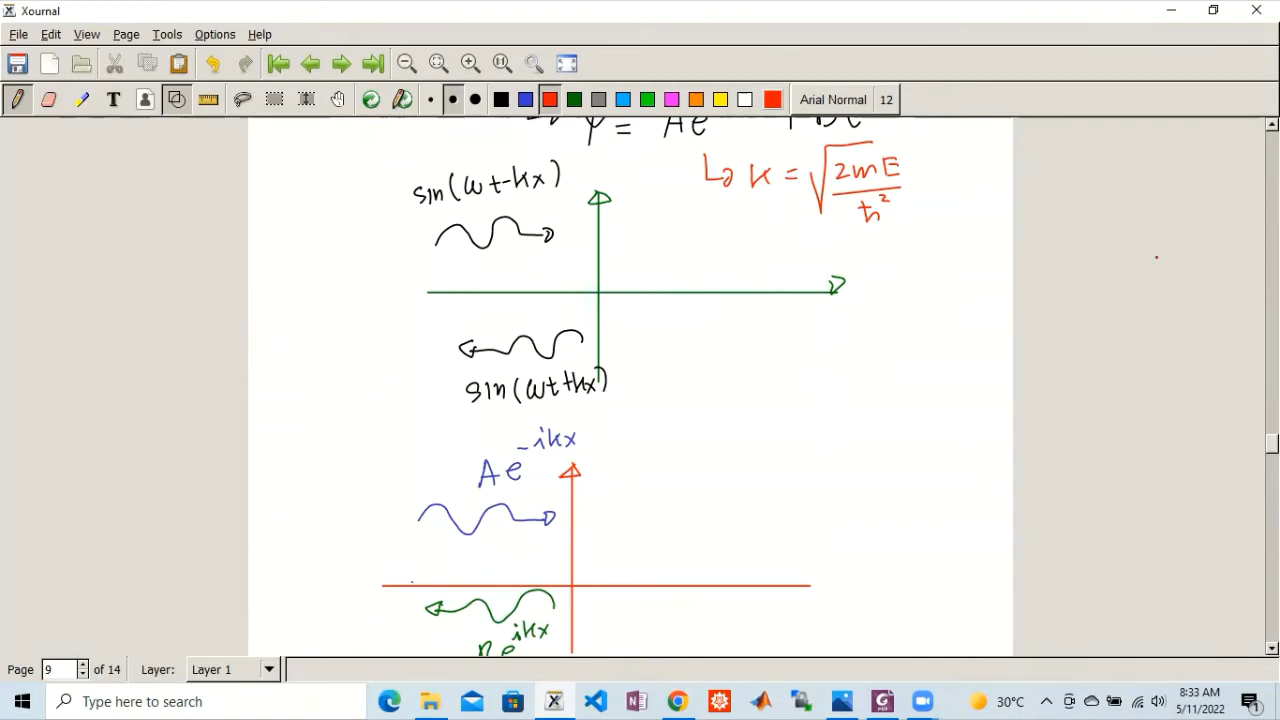 Xournal
File Edit View Page Tools Options Help
T Arial Normal 12
ψ = Ae
sin(ωt-kx)
k = √2mE/ħ²
sin(ωt+kx)
Ae^-ikx
e^ikx
Page 9 of 14 Layer: Layer 1
Type here to search
30°C
8:33 AM
5/11/2022